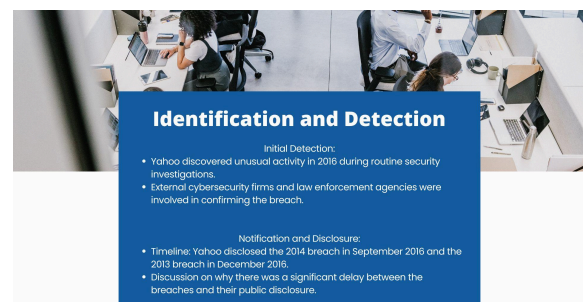 Identification and Detection
Initial Detection:
• Yahoo discovered unusual activity in 2016 during routine security
investigations.
• External cybersecurity firms and law enforcement agencies were
involved in confirming the breach.
Notification and Disclosure:
• Timeline: Yahoo disclosed the 2014 breach in September 2016 and the
2013 breach in December 2016.
• Discussion on why there was a significant delay between the
breaches and their public disclosure.